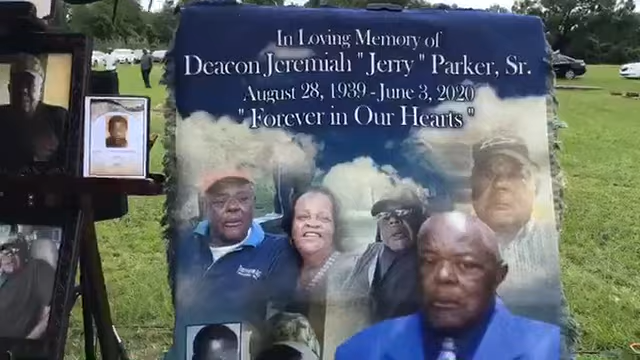 In Loving Memory of
Deacon Jeremiah "Jerry" Parker, Sr.
August 28, 1939 - June 3, 2020
"Forever in Our Hearts"